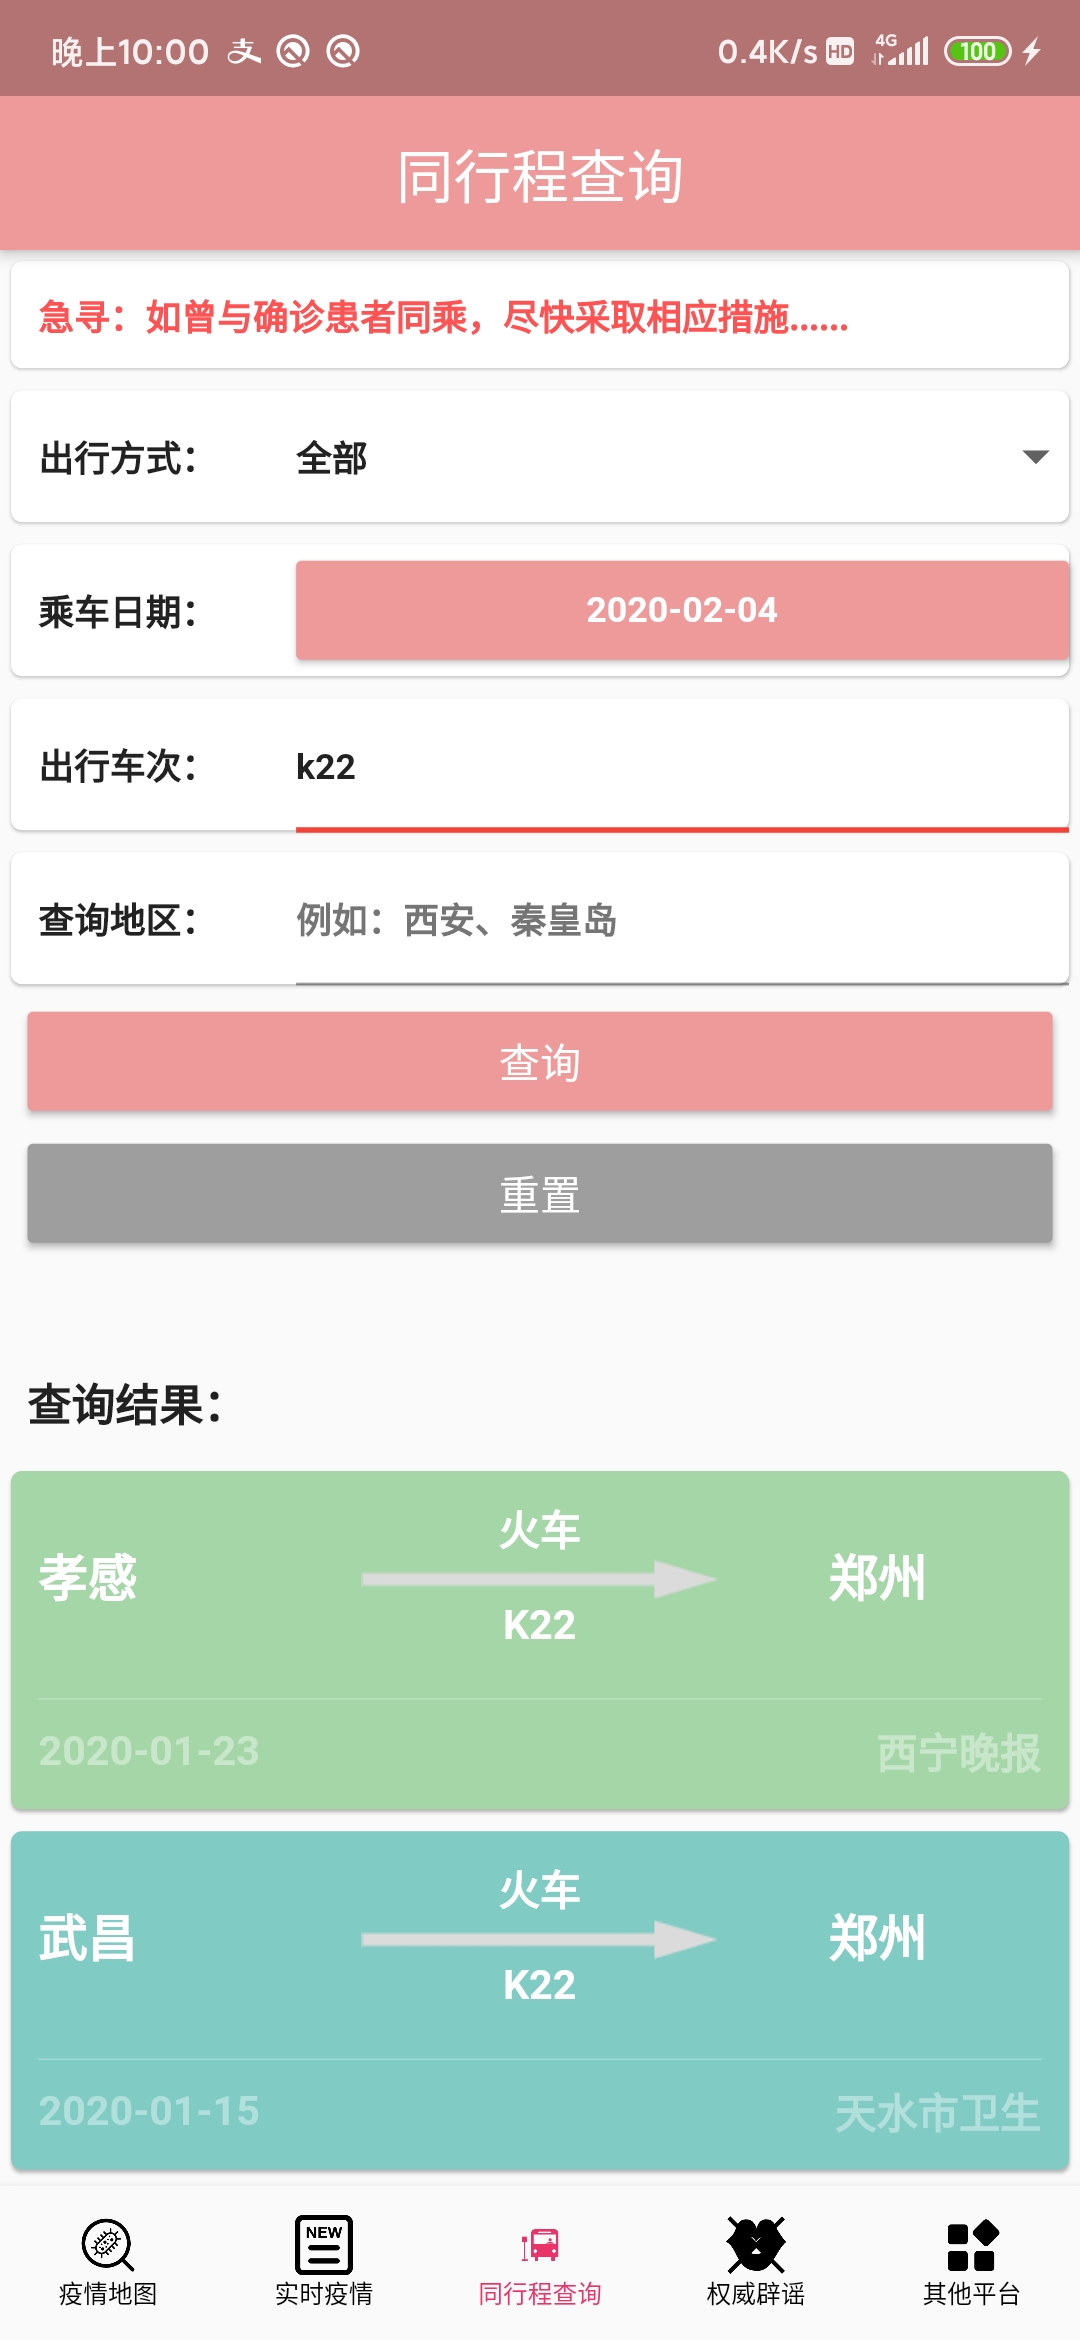 晚上10:00 支 0.4K/s HD 4G 100
同行程查询
急寻：如曾与确诊患者同乘，尽快采取相应措施......
出行方式： 全部
乘车日期： 2020-02-04
出行车次： k22
查询地区： 例如：西安、秦皇岛
查询
重置
查询结果：
火车
孝感 郑州
K22
2020-01-23 西宁晚报
火车
武昌 郑州
K22
2020-01-15 天水市卫生
NEW
疫情地图 实时疫情 同行程查询 权威辟谣 其他平台